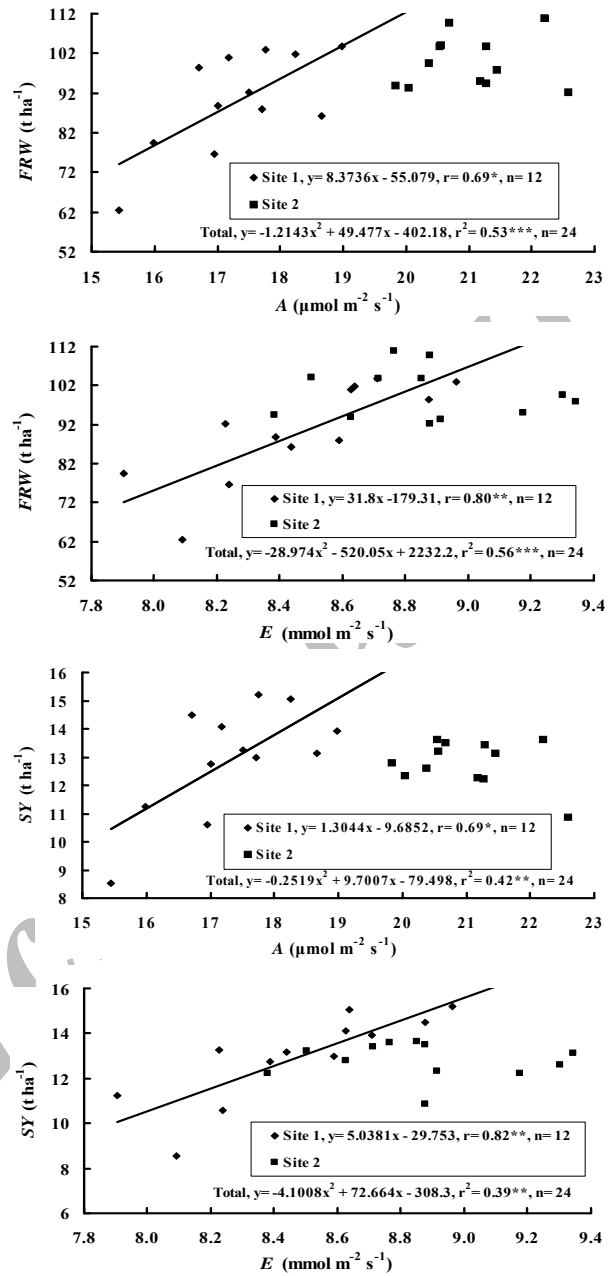 112
102
92
82
72
62
52
FRW (t ha-1)
◆ Site 1, y= 8.3736x - 55.079, r= 0.69*, n= 12
■ Site 2
Total, y= -1.2143x2 + 49.477x - 402.18, r2= 0.53***, n= 24
15 16 17 18 19 20 21 22 23
A (µmol m-2 s-1)
112
102
92
82
72
62
52
FRW (t ha-1)
◆ Site 1, y= 31.8x -179.31, r= 0.80**, n= 12
■ Site 2
Total, y= -28.974x2 - 520.05x + 2232.2, r2= 0.56***, n= 24
7.8 8.0 8.2 8.4 8.6 8.8 9.0 9.2 9.4
E (mmol m-2 s-1)
16
15
14
13
12
11
10
9
8
SY (t ha-1)
◆ Site 1, y= 1.3044x - 9.6852, r= 0.69*, n= 12
■ Site 2
Total, y= -0.2519x2 + 9.7007x - 79.498, r2= 0.42**, n= 24
15 16 17 18 19 20 21 22 23
A (µmol m-2 s-1)
16
14
12
10
8
6
SY (t ha-1)
◆ Site 1, y= 5.0381x - 29.753, r= 0.82**, n= 12
■ Site 2
Total, y= -4.1008x2 + 72.664x - 308.3, r2= 0.39**, n= 24
7.8 8.0 8.2 8.4 8.6 8.8 9.0 9.2 9.4
E (mmol m-2 s-1)